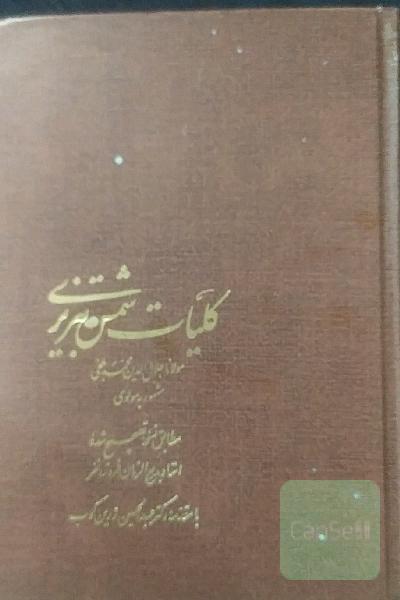 کلیات شمس تبریزی
مولانا جلال الدین محمد بلخی
مشهور به مولوی
مطابق نسخه تصحیح شده
استاد بدیع الزمان فروزانفر
با مقدمه: دکتر عبدالحسین زرین کوب
CapSell